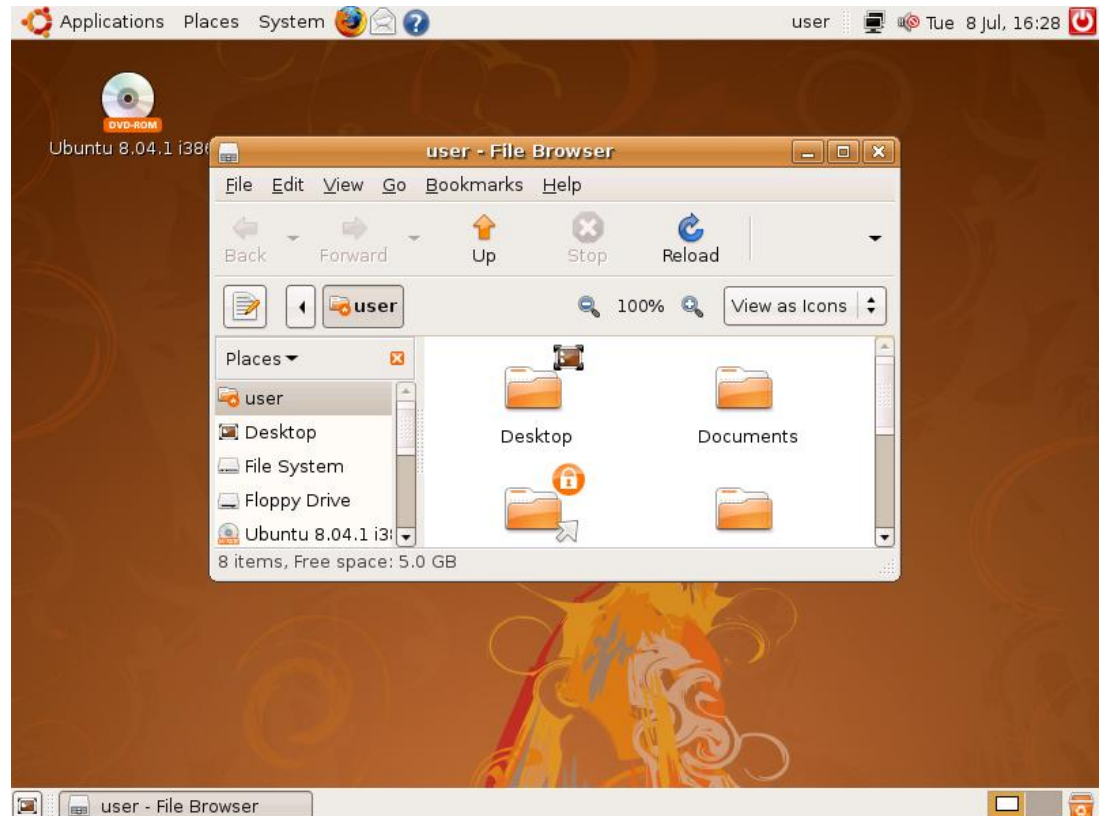 Applications Places System user Tue 8 Jul, 16:28
DVD-ROM
Ubuntu 8.04.1 i386
user - File Browser
File Edit View Go Bookmarks Help
Back Forward Up Stop Reload
user 100% View as Icons
Places
user
Desktop
File System
Floppy Drive
Ubuntu 8.04.1 i38
Desktop Documents
8 items, Free space: 5.0 GB
user - File Browser